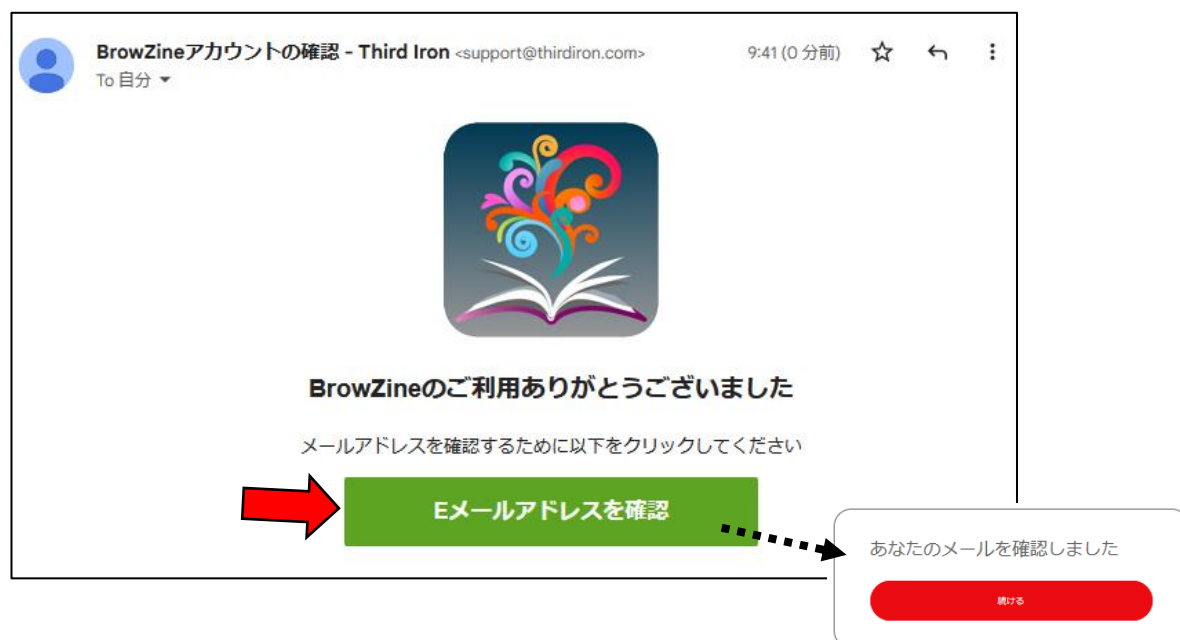 BrowZineアカウントの確認 - Third Iron <support@thirdiron.com> 9:41 (0 分前)
To 自分
BrowZineのご利用ありがとうございました
メールアドレスを確認するために以下をクリックしてください
Eメールアドレスを確認
あなたのメールを確認しました
続ける